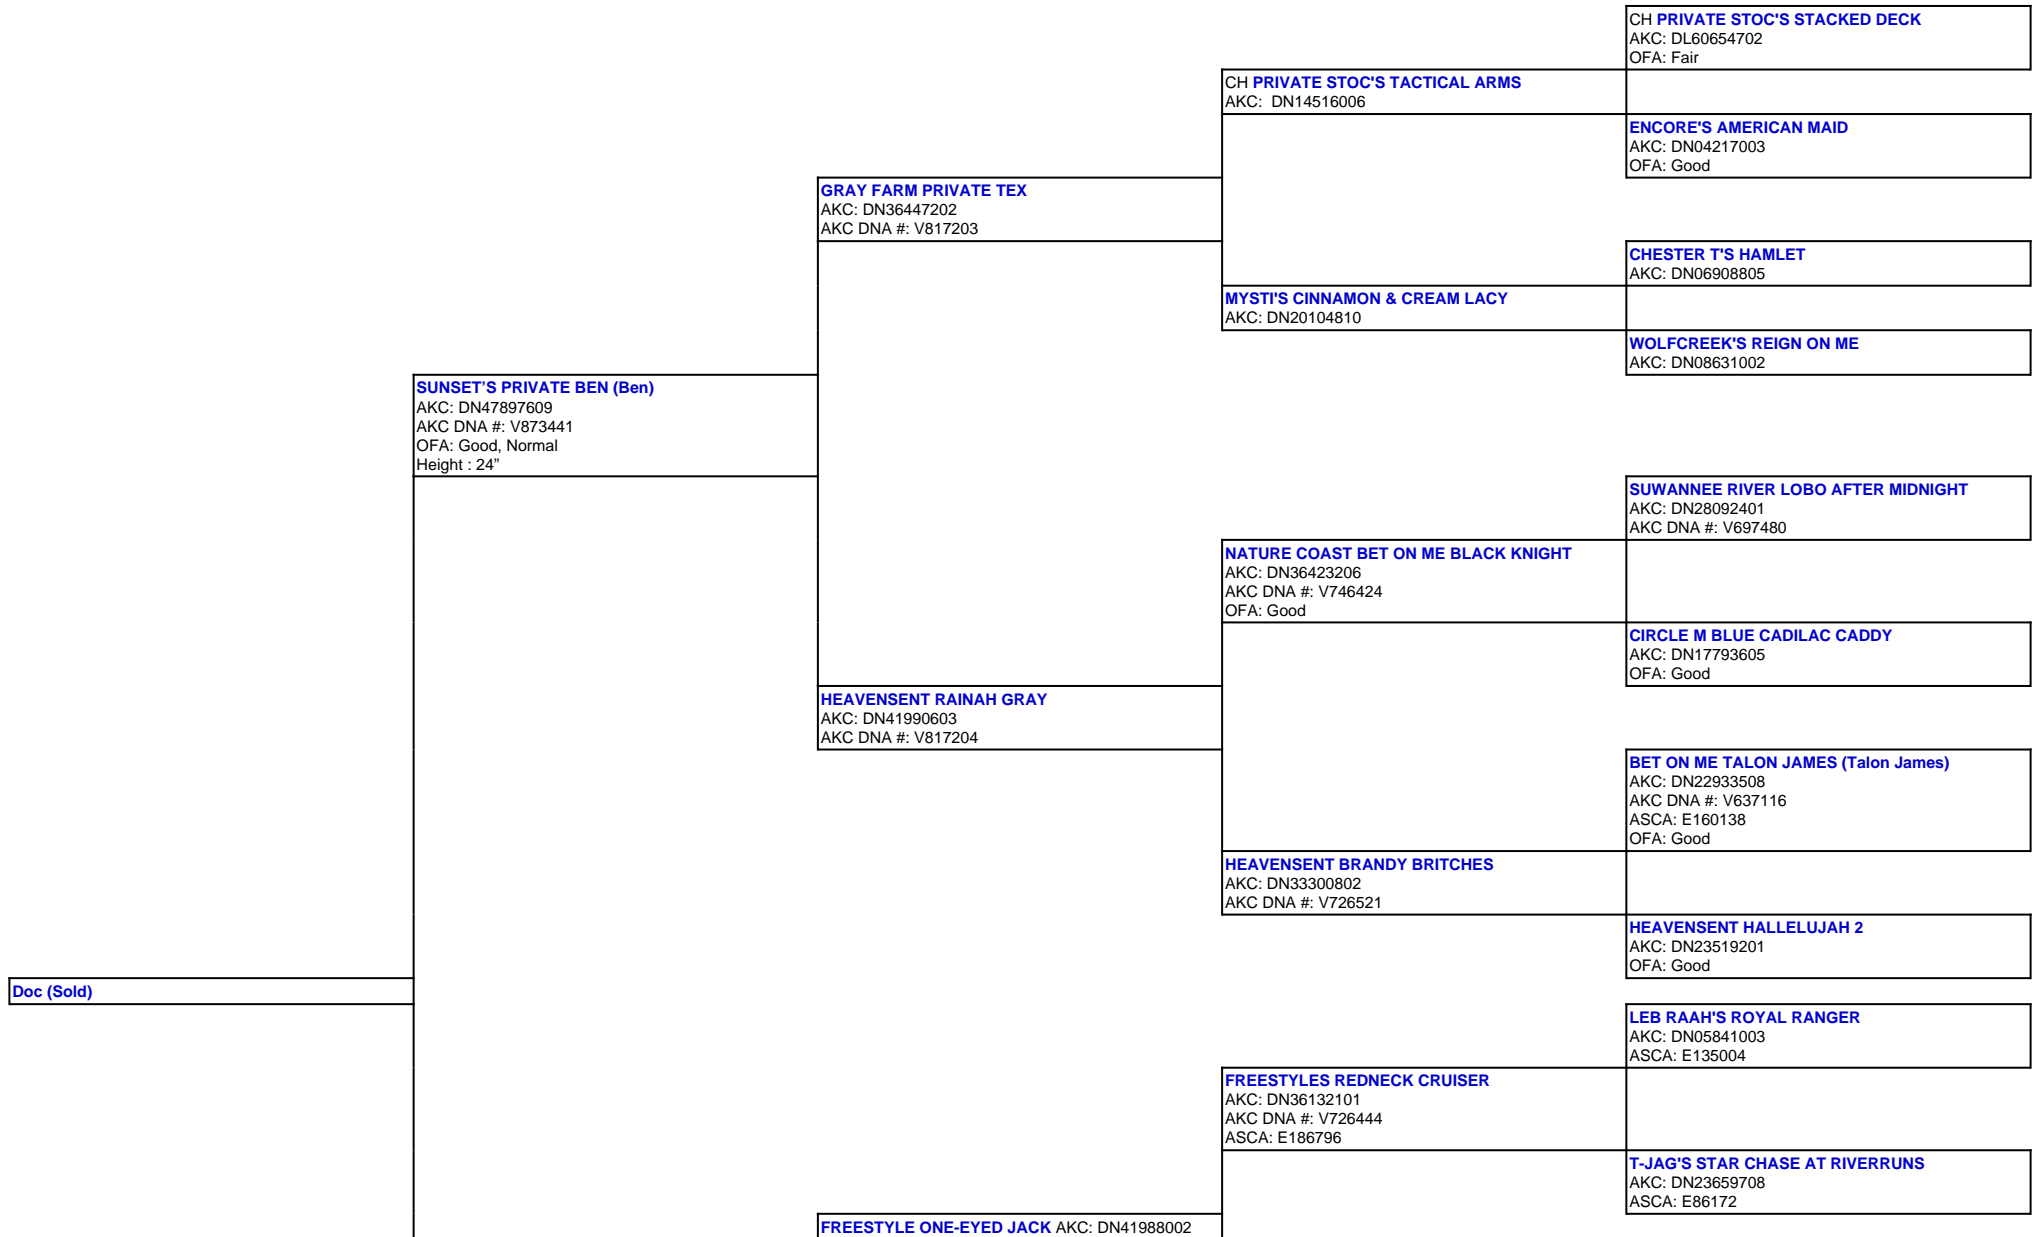 CH PRIVATE STOC'S STACKED DECK
AKC: DL60654702
OFA: Fair
CH PRIVATE STOC'S TACTICAL ARMS
AKC: DN14516006
ENCORE'S AMERICAN MAID
AKC: DN04217003
OFA: Good
GRAY FARM PRIVATE TEX
AKC: DN36447202
AKC DNA #: V817203
CHESTER T'S HAMLET
AKC: DN06908805
MYSTI'S CINNAMON & CREAM LACY
AKC: DN20104810
WOLFCREEK'S REIGN ON ME
AKC: DN08631002
SUNSET’S PRIVATE BEN (Ben)
AKC: DN47897609
AKC DNA #: V873441
OFA: Good, Normal
Height : 24”
SUWANNEE RIVER LOBO AFTER MIDNIGHT
AKC: DN28092401
AKC DNA #: V697480
NATURE COAST BET ON ME BLACK KNIGHT
AKC: DN36423206
AKC DNA #: V746424
OFA: Good
CIRCLE M BLUE CADILAC CADDY
AKC: DN17793605
OFA: Good
HEAVENSENT RAINAH GRAY
AKC: DN41990603
AKC DNA #: V817204
BET ON ME TALON JAMES (Talon James)
AKC: DN22933508
AKC DNA #: V637116
ASCA: E160138
OFA: Good
HEAVENSENT BRANDY BRITCHES
AKC: DN33300802
AKC DNA #: V726521
HEAVENSENT HALLELUJAH 2
AKC: DN23519201
OFA: Good
Doc (Sold)
LEB RAAH'S ROYAL RANGER
AKC: DN05841003
ASCA: E135004
FREESTYLES REDNECK CRUISER
AKC: DN36132101
AKC DNA #: V726444
ASCA: E186796
T-JAG'S STAR CHASE AT RIVERRUNS
AKC: DN23659708
ASCA: E86172
FREESTYLE ONE-EYED JACK AKC: DN41988002